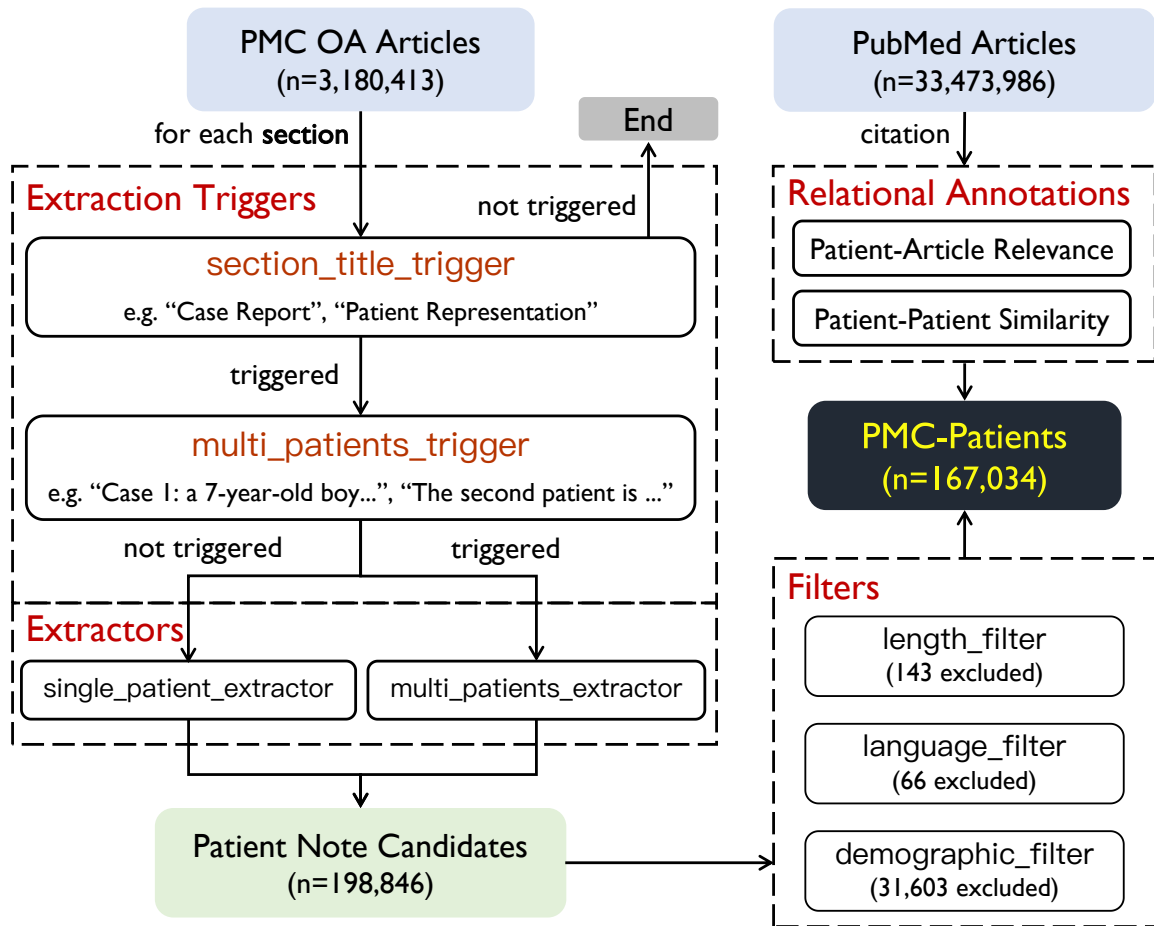 PMC OA Articles
(n=3,180,413)
for each section
End
Extraction Triggers
not triggered
section_title_trigger
e.g. “Case Report”, “Patient Representation”
triggered
multi_patients_trigger
e.g. “Case 1: a 7-year-old boy...”, “The second patient is ...”
not triggered
triggered
Extractors
single_patient_extractor
multi_patients_extractor
Patient Note Candidates
(n=198,846)
PubMed Articles
(n=33,473,986)
citation
Relational Annotations
Patient-Article Relevance
Patient-Patient Similarity
PMC-Patients
(n=167,034)
Filters
length_filter
(143 excluded)
language_filter
(66 excluded)
demographic_filter
(31,603 excluded)